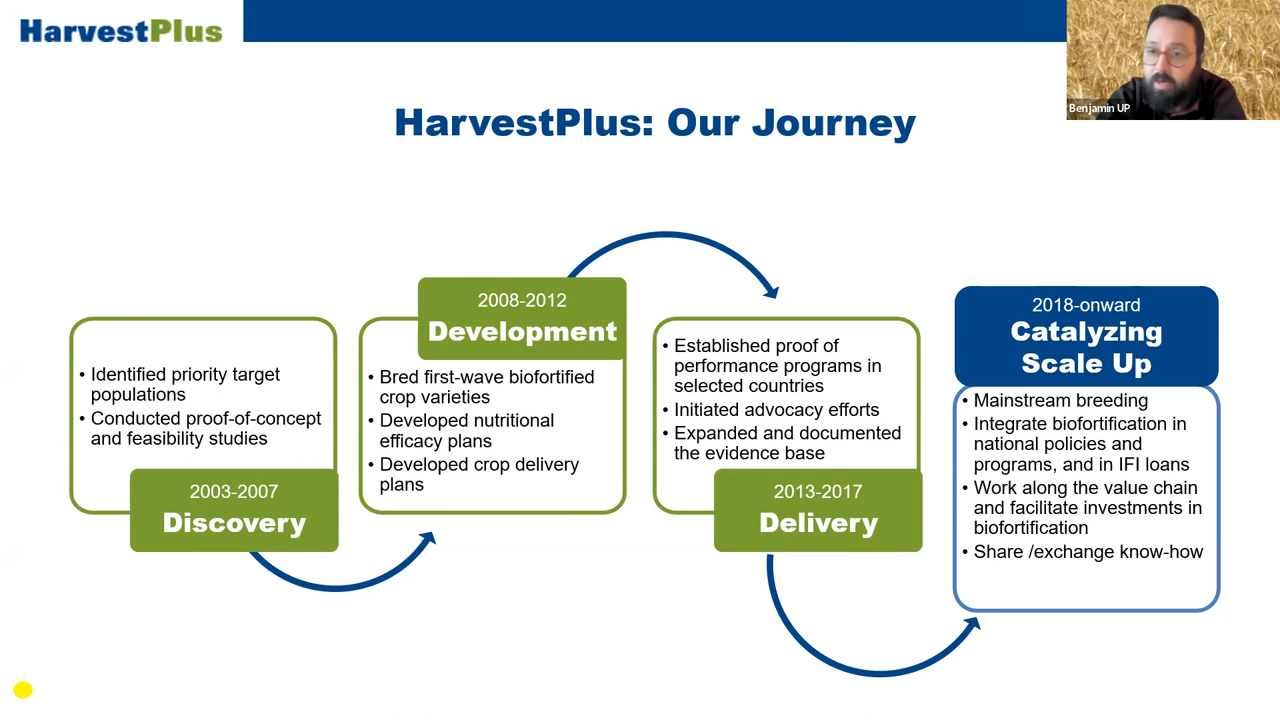 HarvestPlus
Benjamin UP
HarvestPlus: Our Journey
• Identified priority target
populations
• Conducted proof-of-concept
and feasibility studies
2003-2007
Discovery
2008-2012
Development
• Bred first-wave biofortified
crop varieties
• Developed nutritional
efficacy plans
• Developed crop delivery
plans
• Established proof of
performance programs in
selected countries
• Initiated advocacy efforts
• Expanded and documented
the evidence base
2013-2017
Delivery
2018-onward
Catalyzing
Scale Up
• Mainstream breeding
• Integrate biofortification in
national policies and
programs, and in IFI loans
• Work along the value chain
and facilitate investments in
biofortification
• Share /exchange know-how